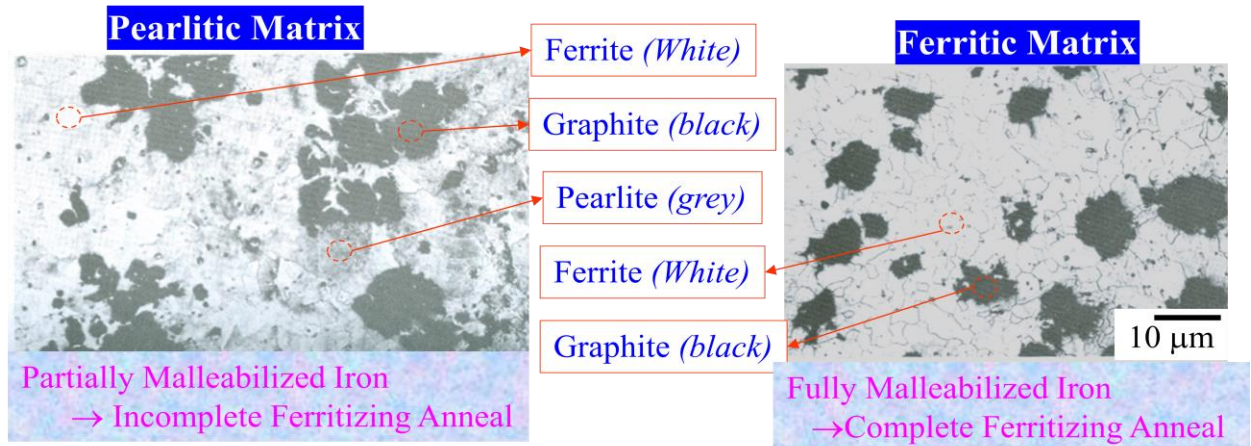 Pearlitic Matrix
Ferrite (White)
Graphite (black)
Pearlite (grey)
Ferrite (White)
Graphite (black)
Partially Malleabilized Iron
→ Incomplete Ferritizing Anneal
Ferritic Matrix
10 μm
Fully Malleabilized Iron
→Complete Ferritizing Anneal